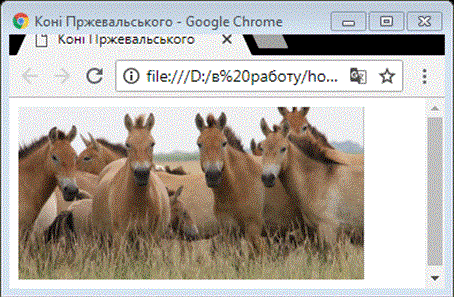 Коні Пржевальського - Google Chrome
Коні Пржевальського
file:///D:/в%20работу/ho...